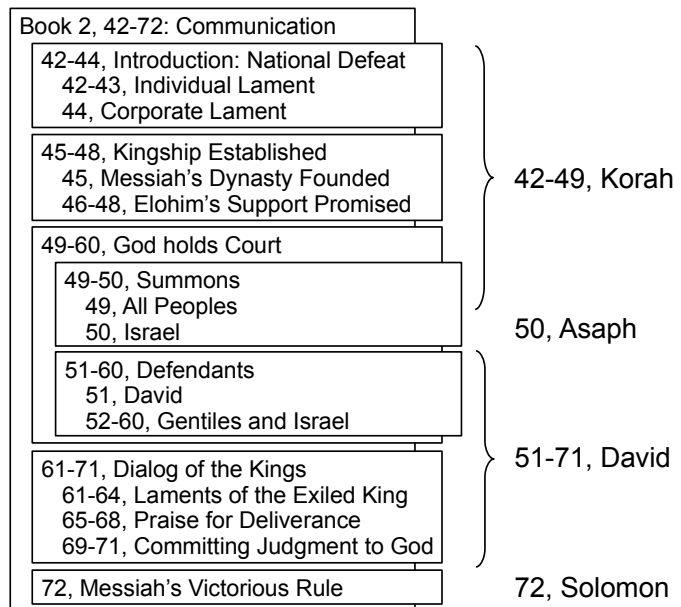 Book 2, 42-72: Communication
42-44, Introduction: National Defeat
42-43, Individual Lament
44, Corporate Lament
45-48, Kingship Established
45, Messiah's Dynasty Founded
46-48, Elohim's Support Promised
49-60, God holds Court
49-50, Summons
49, All Peoples
50, Israel
51-60, Defendants
51, David
52-60, Gentiles and Israel
61-71, Dialog of the Kings
61-64, Laments of the Exiled King
65-68, Praise for Deliverance
69-71, Committing Judgment to God
72, Messiah's Victorious Rule
42-49, Korah
50, Asaph
51-71, David
72, Solomon